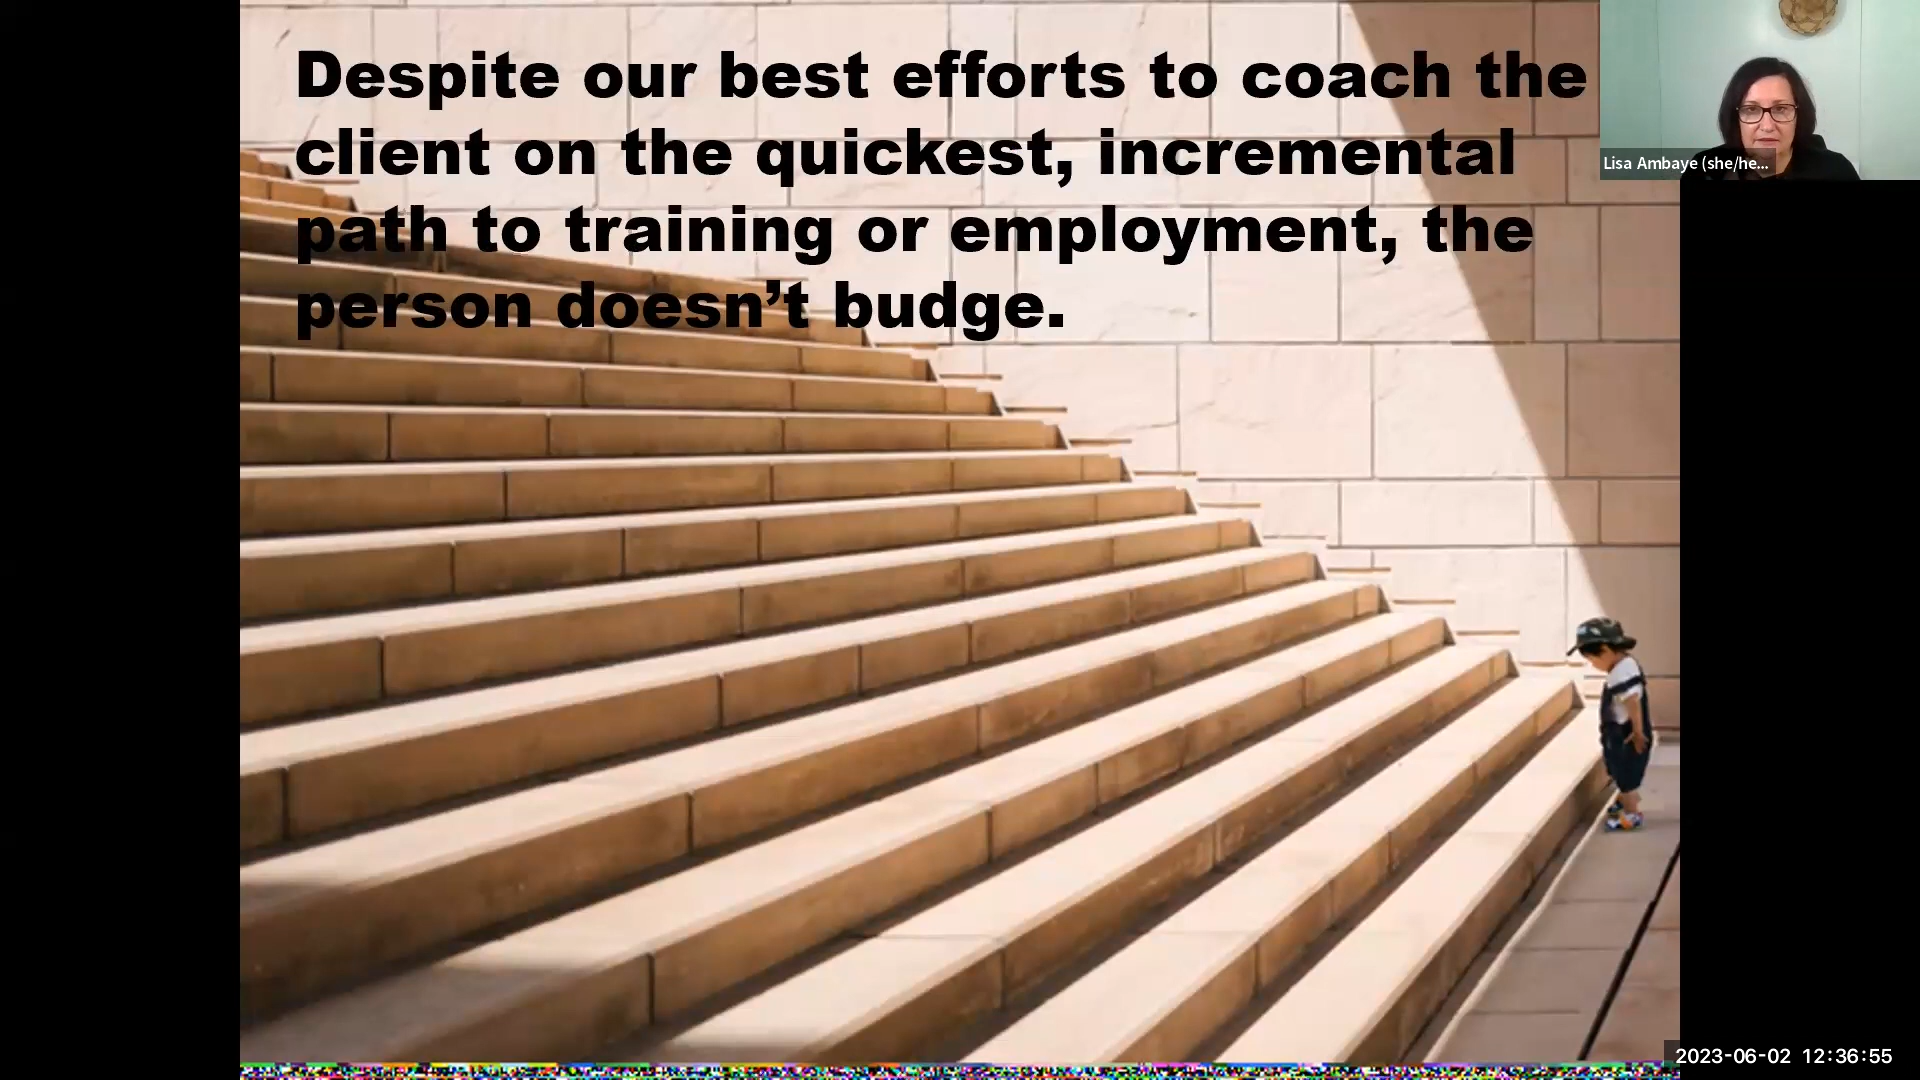 Despite our best efforts to coach the
client on the quickest, incremental
path to training or employment, the
person doesn’t budge.
Lisa Ambaye (she/he...
2023-06-02 12:36:55